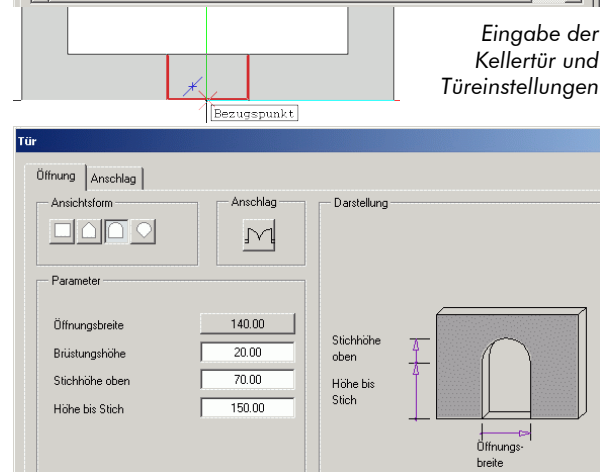 Eingabe der
Kellertür und
Türeinstellungen
Bezugspunkt
Tür
Öffnung Anschlag
Ansichtsform
Anschlag
Darstellung
Parameter
Öffnungsbreite 140.00
Brüstungshöhe 20.00
Stichhöhe oben 70.00
Höhe bis Stich 150.00
Stichhöhe
oben
Höhe bis
Stich
Öffnungs-
breite